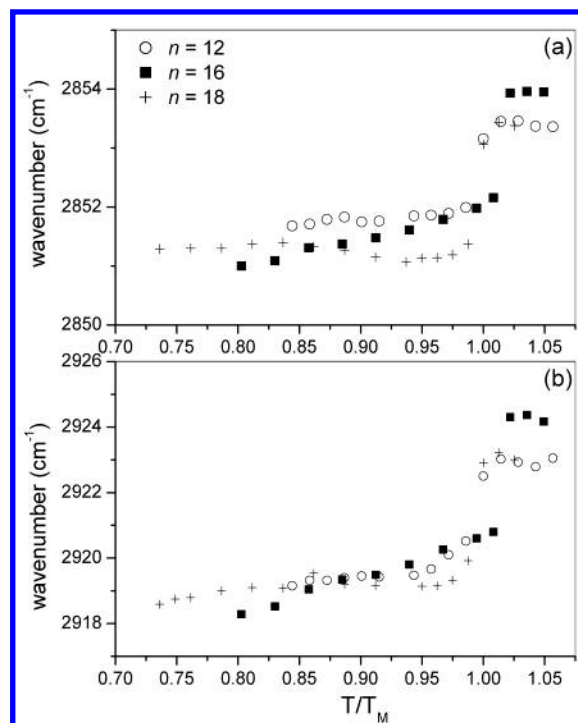 (a)
n = 12
n = 16
n = 18
wavenumber (cm⁻¹)
2854
2852
2850
0.70 0.75 0.80 0.85 0.90 0.95 1.00 1.05
(b)
wavenumber (cm⁻¹)
2926
2924
2922
2920
2918
0.70 0.75 0.80 0.85 0.90 0.95 1.00 1.05
T/T_M